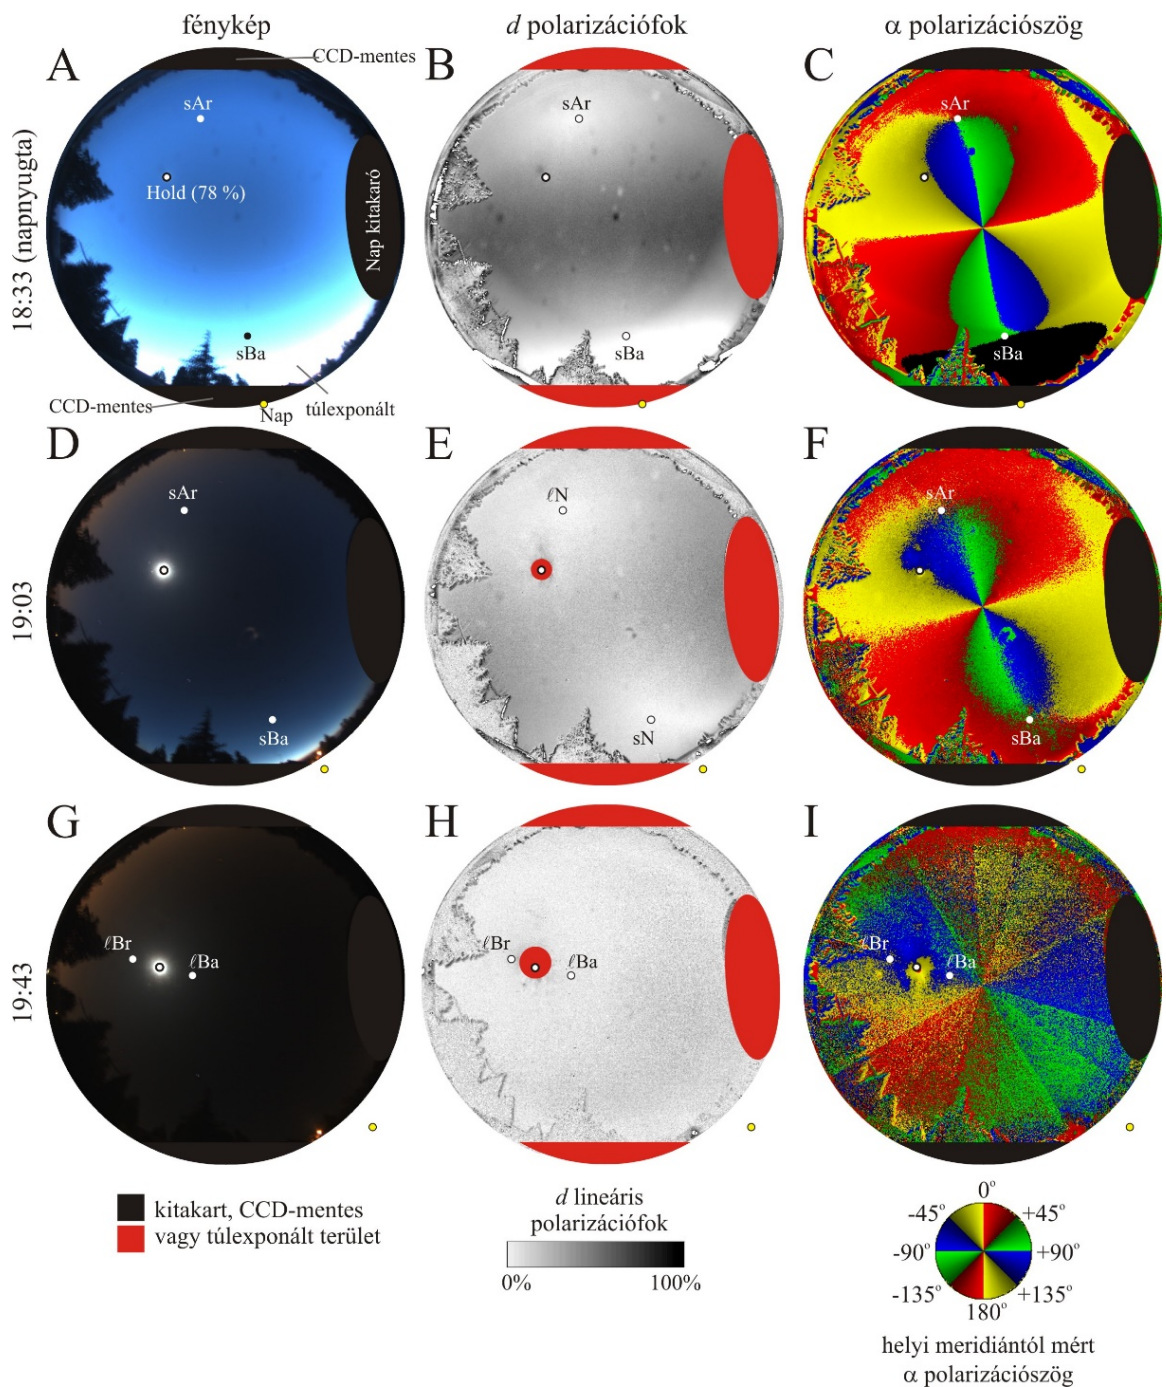 fénykép
d polarizációfok
α polarizációszög
18:33 (napnyugta)
A
CCD-mentes
sAr
Hold (78 %)
Nap kitakaró
sBa
CCD-mentes
Nap
túlexponált
B
sAr
sBa
C
sAr
sBa
19:03
D
sAr
sBa
E
ℓN
sN
F
sAr
sBa
19:43
G
ℓBr
ℓBa
H
ℓBr
ℓBa
I
ℓBr
ℓBa
kitakart, CCD-mentes
vagy túlexponált terület
d lineáris
polarizációfok
0%
100%
0°
-45°
+45°
-90°
+90°
-135°
+135°
180°
helyi meridiántól mért
α polarizációszög